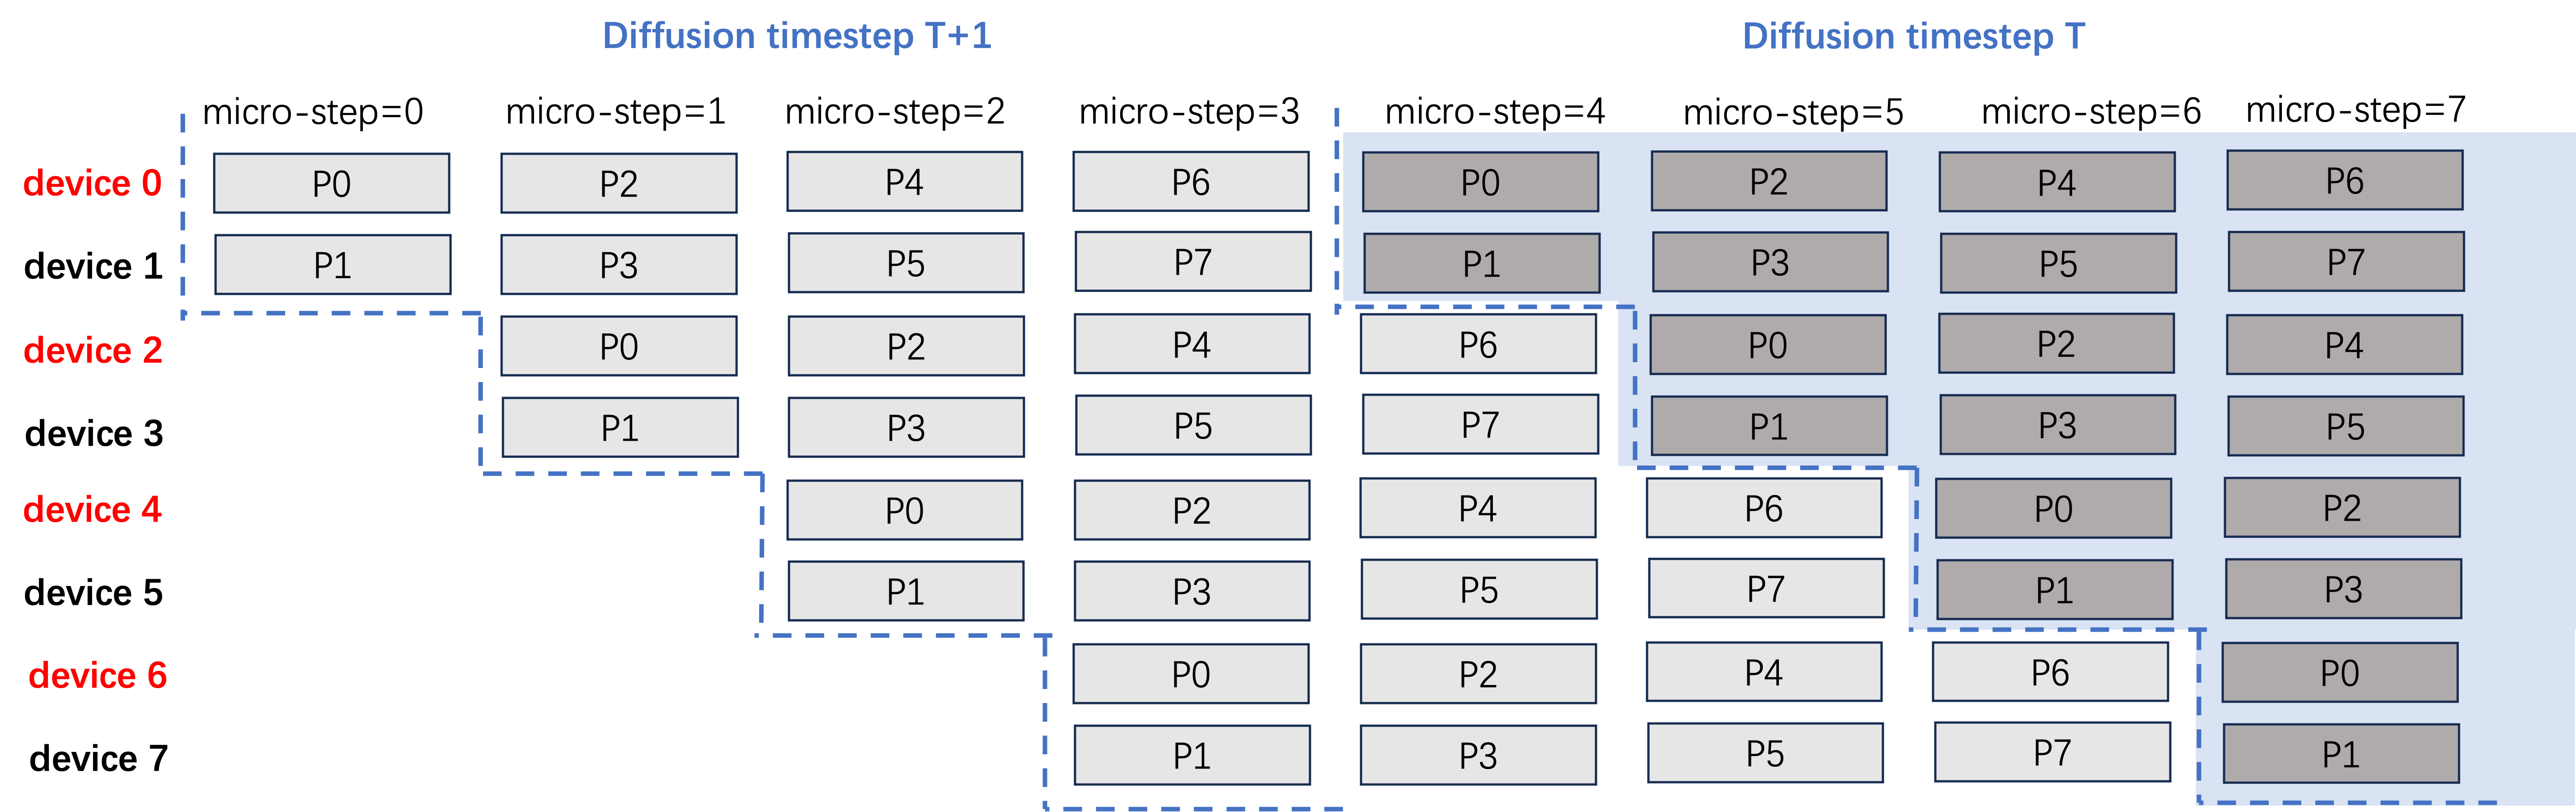 Diffusion timestep T+1 Diffusion timestep T
micro-step=0 micro-step=1 micro-step=2 micro-step=3 micro-step=4 micro-step=5 micro-step=6 micro-step=7
device 0 P0 P2 P4 P6 P0 P2 P4 P6
device 1 P1 P3 P5 P7 P1 P3 P5 P7
device 2 P0 P2 P4 P6 P0 P2 P4
device 3 P1 P3 P5 P7 P1 P3 P5
device 4 P0 P2 P4 P6 P0 P2
device 5 P1 P3 P5 P7 P1 P3
device 6 P0 P2 P4 P6 P0
device 7 P1 P3 P5 P7 P1